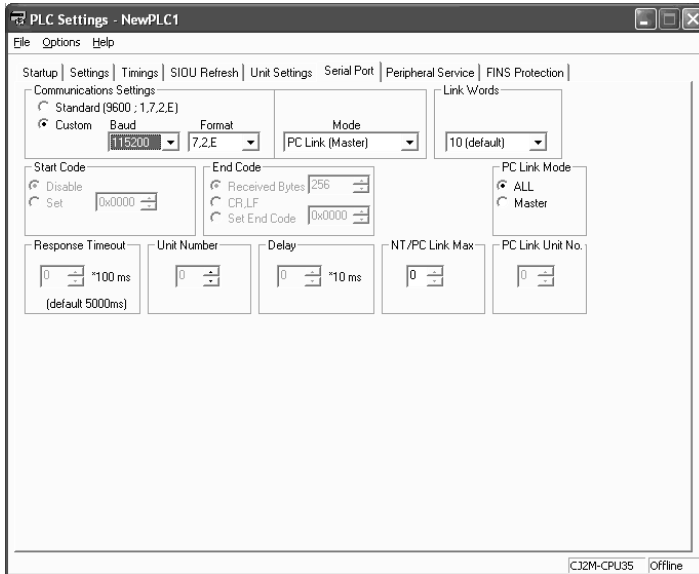 PLC Settings - NewPLC1
File Options Help
Startup Settings Timings SIOU Refresh Unit Settings Serial Port Peripheral Service FINS Protection
Communications Settings Link Words
Standard (9600 ; 1,7,2,E)
Custom Baud Format Mode
115200 7,2,E PC Link (Master) 10 (default)
Start Code End Code PC Link Mode
Disable Received Bytes 256 ALL
Set 0x0000 CR,LF Master
Set End Code 0x0000
Response Timeout Unit Number Delay NT/PC Link Max PC Link Unit No.
0 *100 ms 0 0 *10 ms 0 0
(default 5000ms)
CJ2M-CPU35 Offline